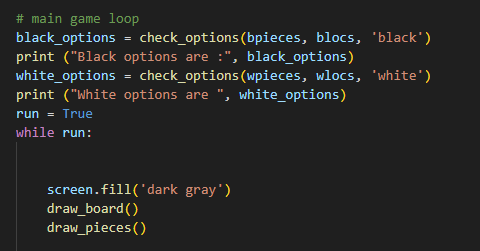 # main game loop
black_options = check_options(bpieces, blocs, 'black')
print ("Black options are :", black_options)
white_options = check_options(wpieces, wlocs, 'white')
print ("White options are ", white_options)
run = True
while run:
screen.fill('dark gray')
draw_board()
draw_pieces()